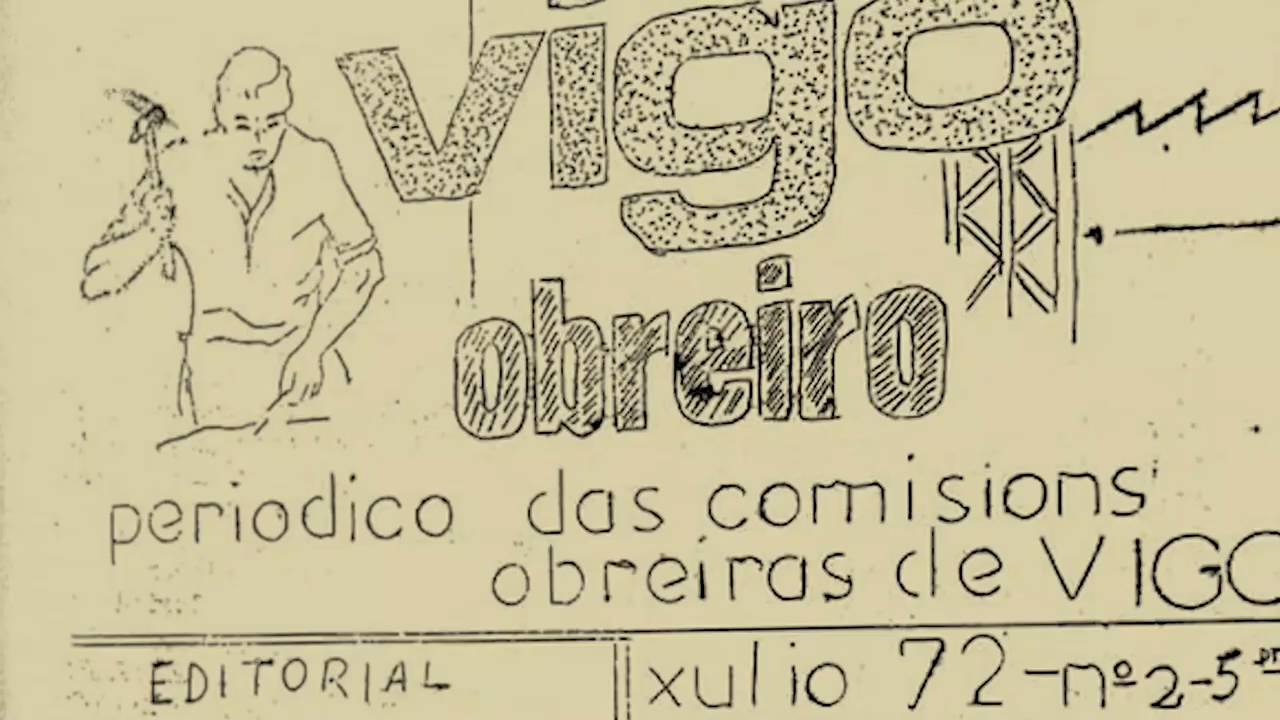 vigo
obreiro
periodico das comisions
obreiras de VIGO
EDITORIAL
xulio 72-nº2-5